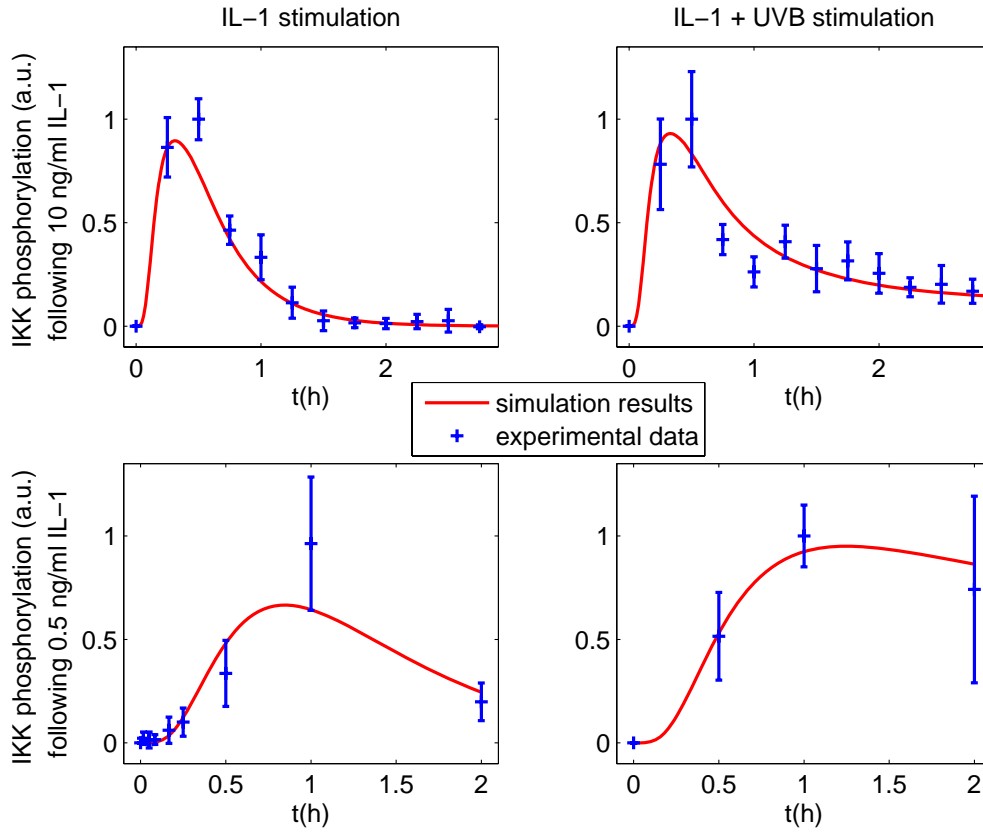 IL−1 stimulation
IL−1 + UVB stimulation
IKK phosphorylation (a.u.)
following 10 ng/ml IL−1
1
0.5
0
0
1
2
t(h)
1
0.5
0
0
1
2
t(h)
simulation results
experimental data
IKK phosphorylation (a.u.)
following 0.5 ng/ml IL−1
1
0.5
0
0
0.5
1
1.5
2
t(h)
1
0.5
0
0
0.5
1
1.5
2
t(h)